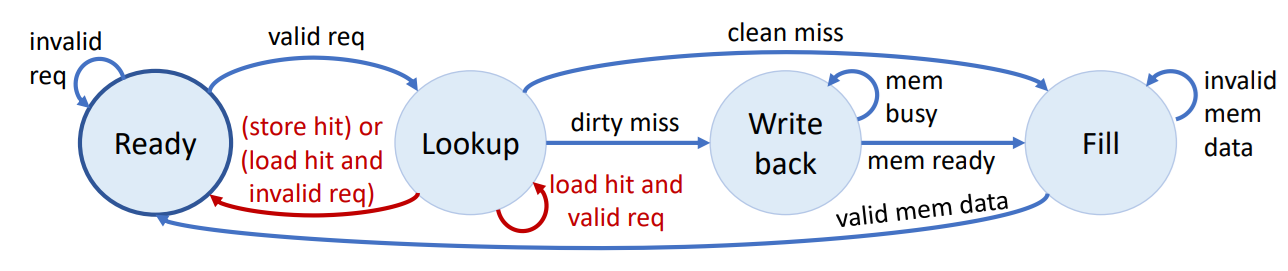 invalid
req
valid req
clean miss
Ready
(store hit) or
(load hit and
invalid req)
Lookup
load hit and
valid req
dirty miss
Write
back
mem
busy
mem ready
Fill
invalid
mem
data
valid mem data